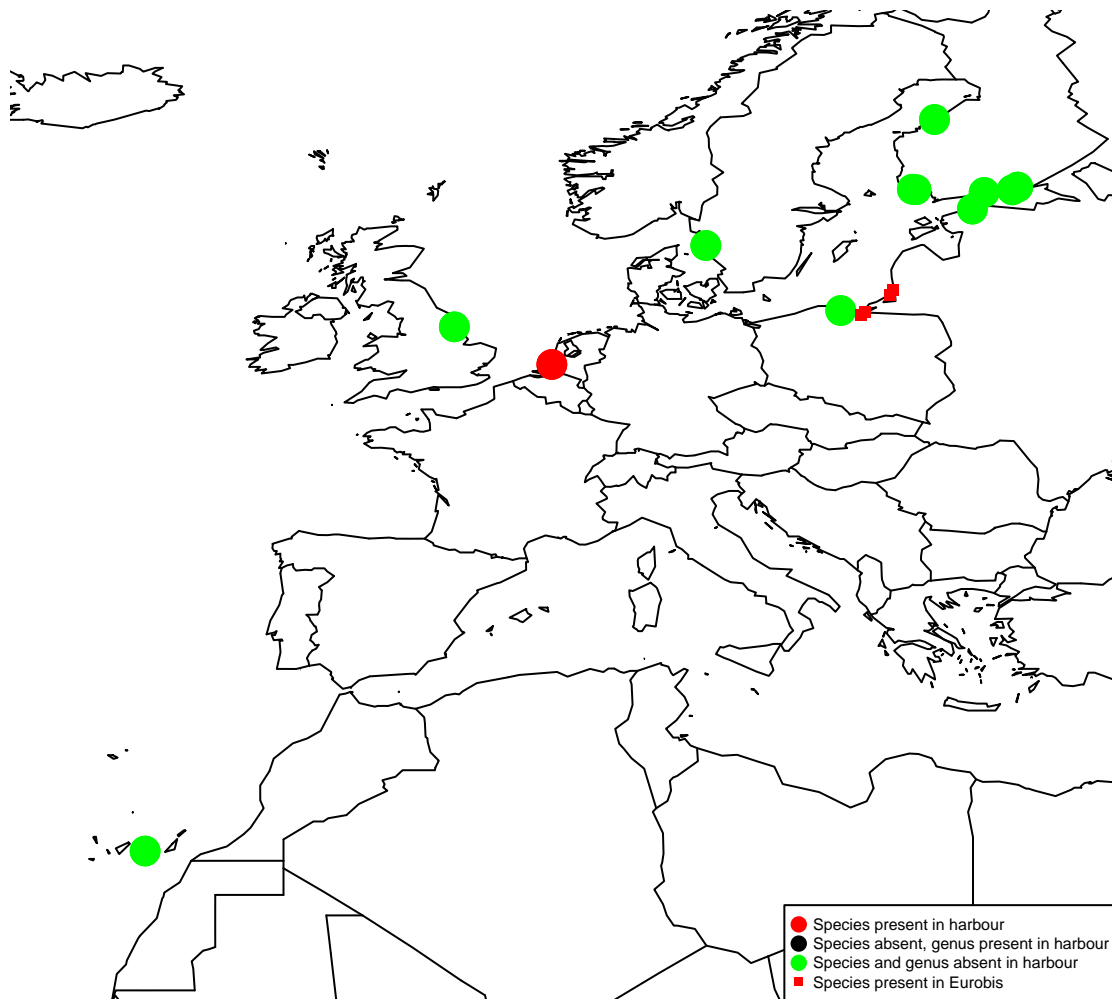 Species present in harbour
Species absent, genus present in harbour
Species and genus absent in harbour
Species present in Eurobis